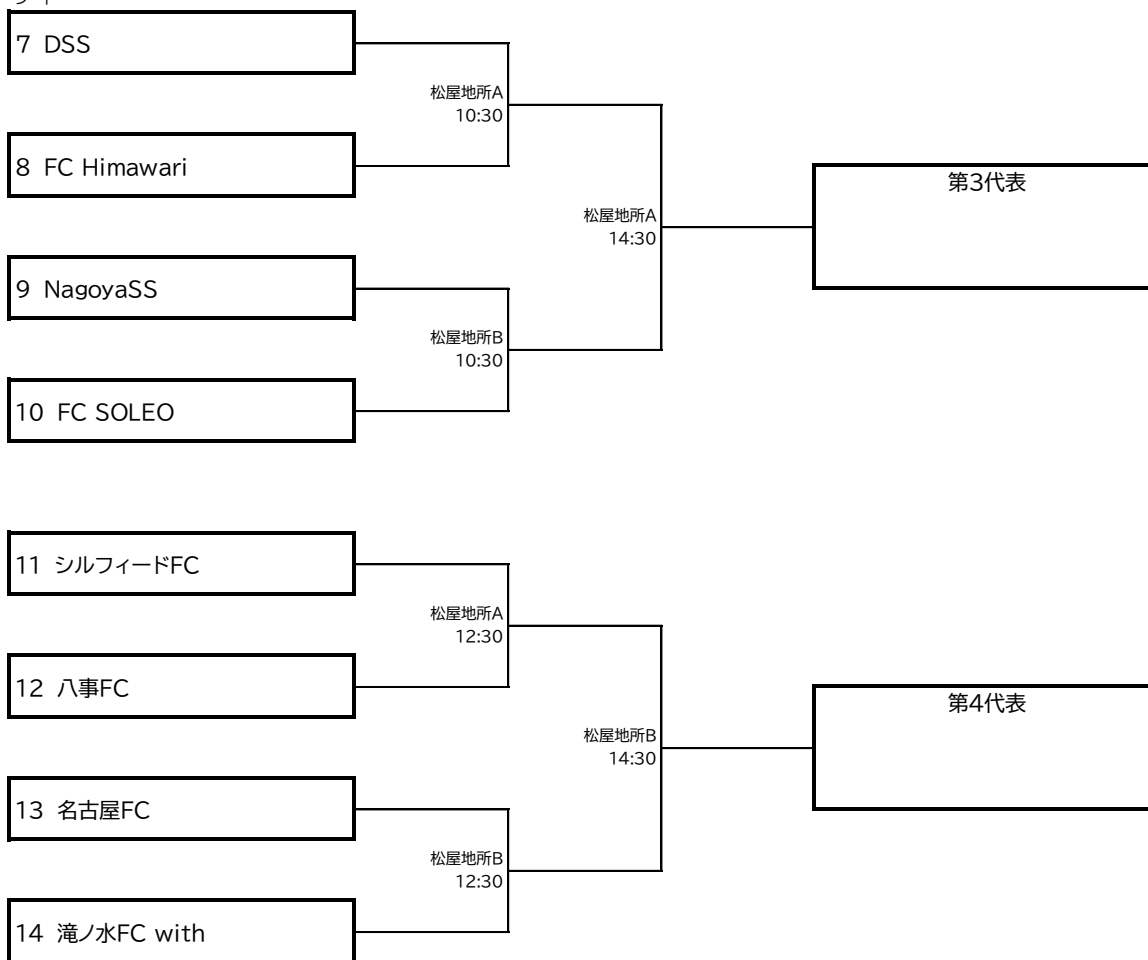 7 DSS
松屋地所A
10:30
8 FC Himawari
第3代表
松屋地所A
14:30
9 NagoyaSS
松屋地所B
10:30
10 FC SOLEO
11 シルフィードFC
松屋地所A
12:30
12 八事FC
第4代表
松屋地所B
14:30
13 名古屋FC
松屋地所B
12:30
14 滝ノ水FC with